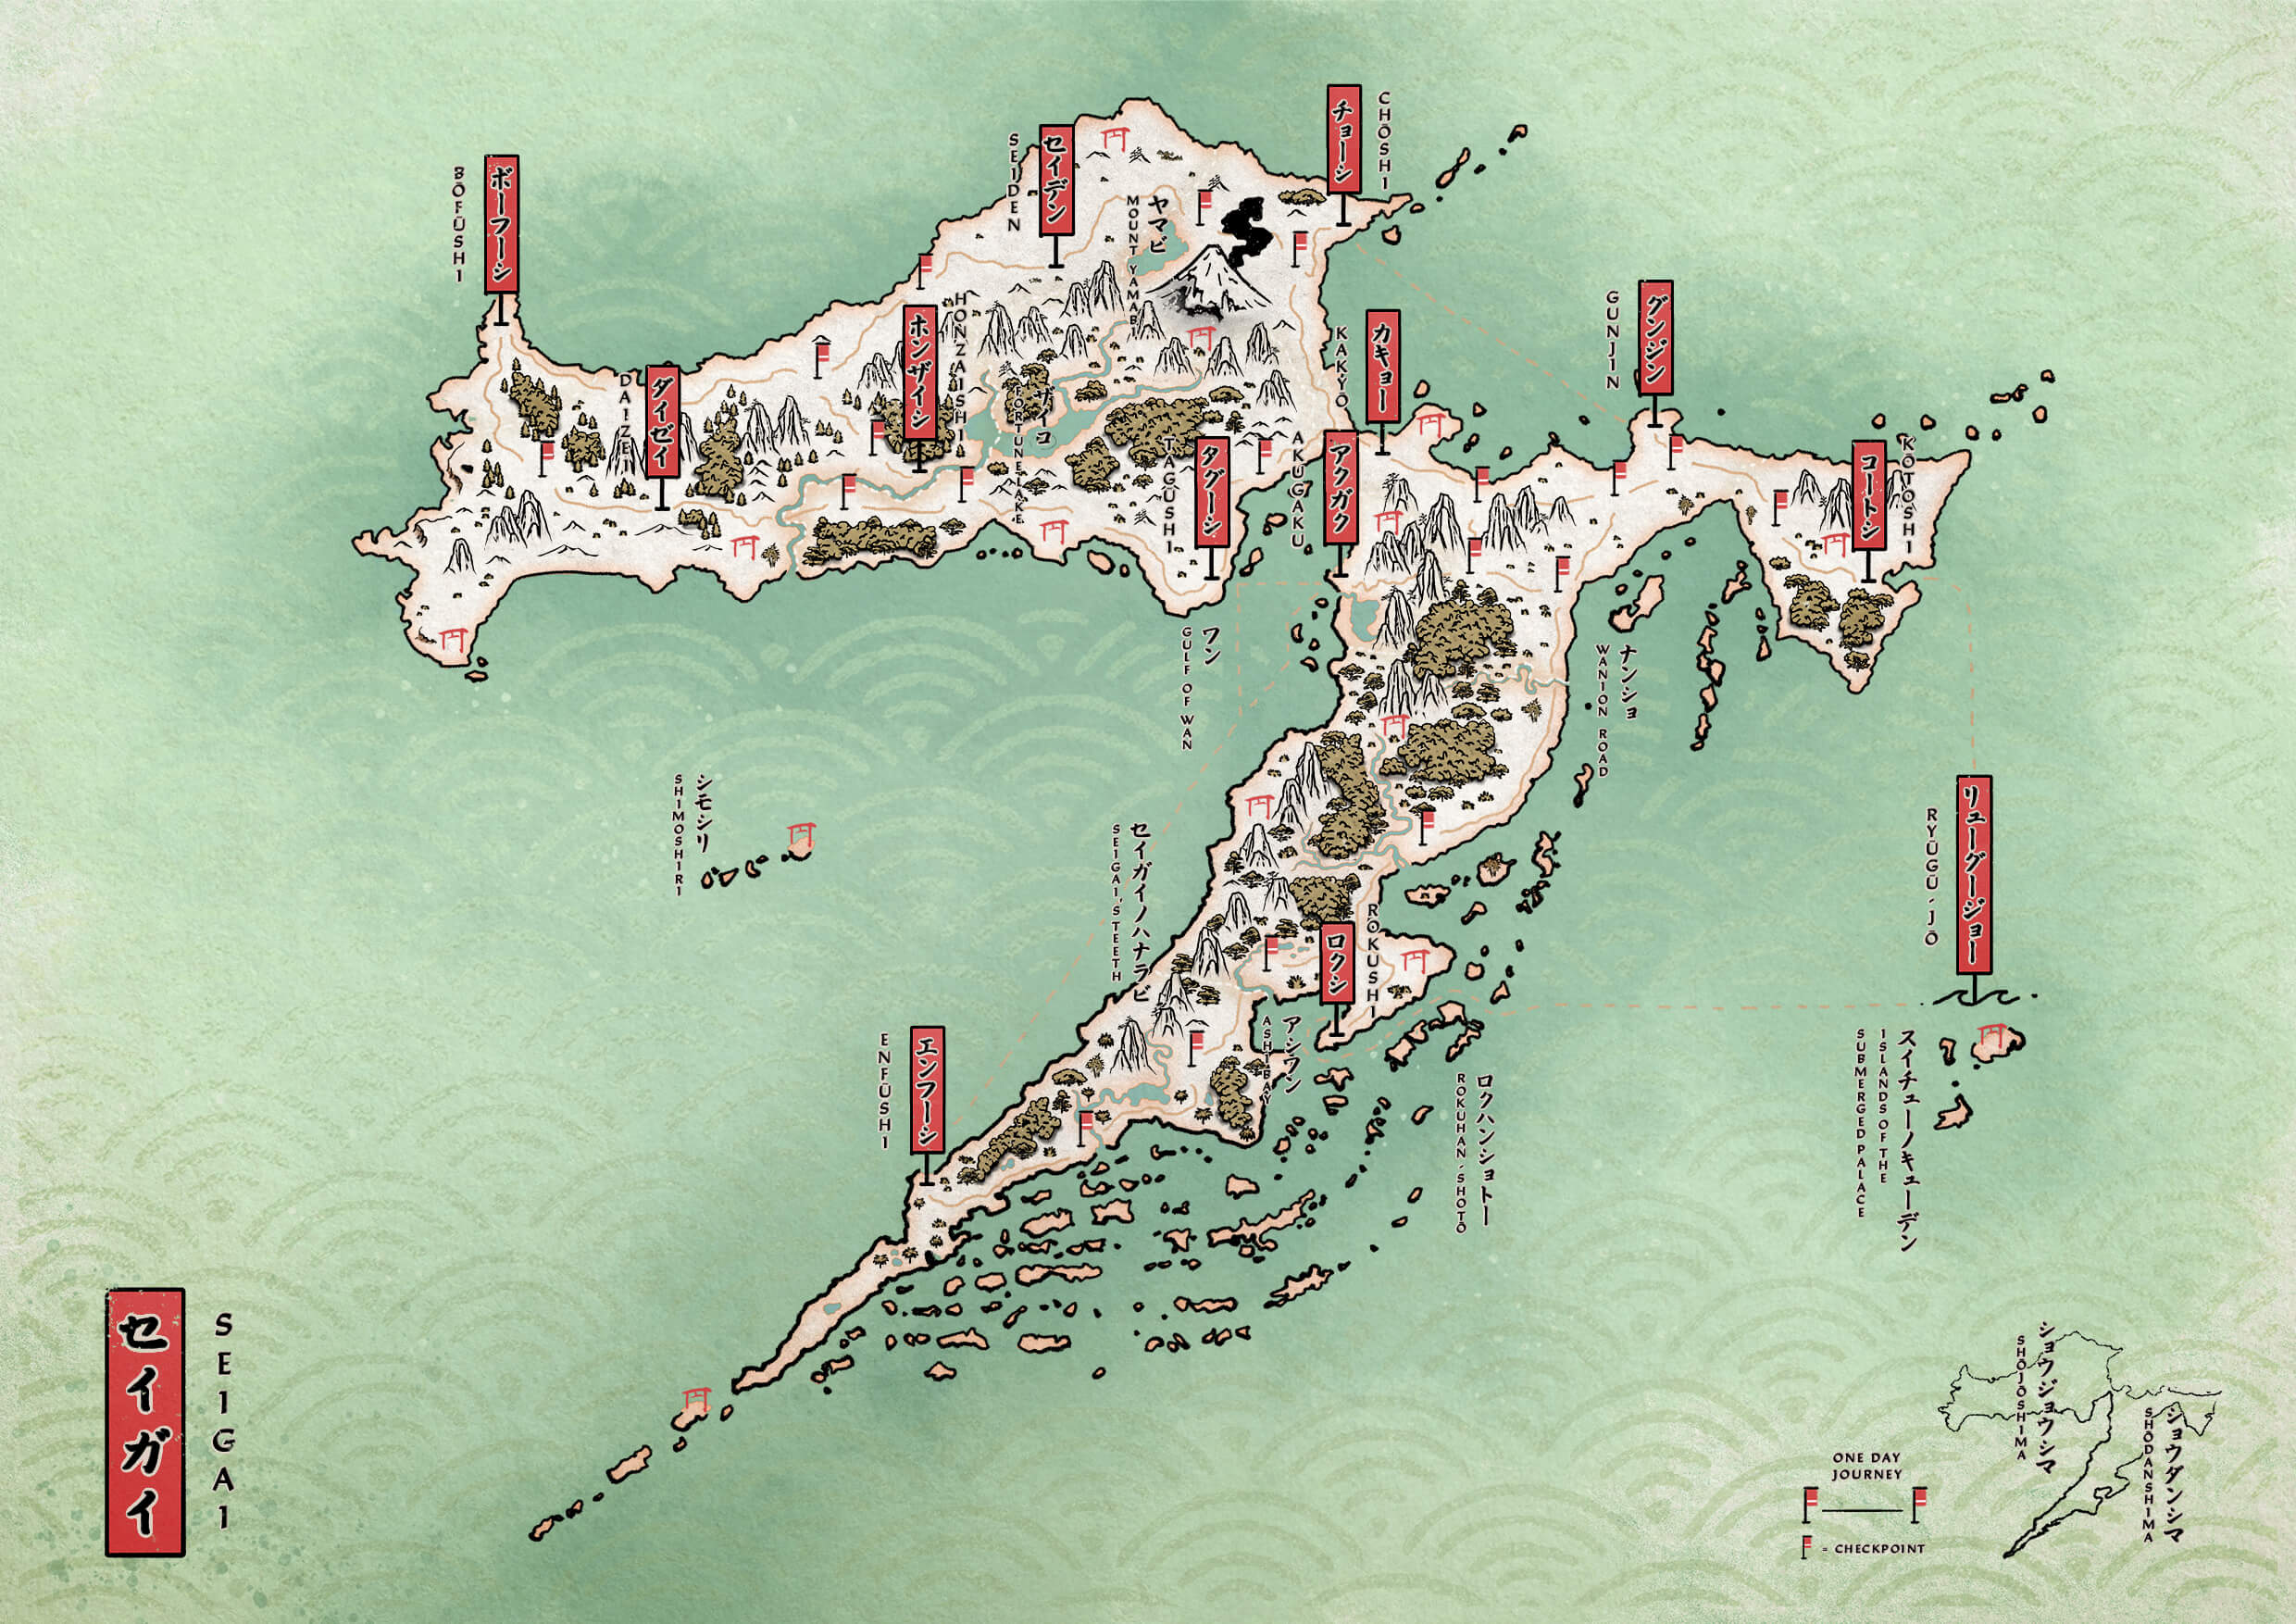 BŌFŪSHI
ボーフーシ
SEIDEN
セイデン
チョーシ
CHŌSHI
MOUNT YAMABI
ヤマビ
DAIZEI
ダイゼイ
ホンザイシ
HONZAISHI
FORTUNE LAKE
ザイコ
TAGŪSHI
タグーシ
KAKYŌ
カキョー
AKUGAKU
アクガク
GUNJIN
グンジン
コートシ
KOTOSHI
GULF OF WAN
ワン
WANION ROAD
ナンショ
SHIMOSHIRI
シモシリ
SEIGAI'S TEETH
セイガイノハナラビ
RYŪGŪ-JŌ
リューグージョー
ロクシ
ROKUSHI
ASHI BAY
アシワン
ENFŪSHI
エンフーシ
ROKUHAN-SHOTŌ
ロクハンショトー
SUBMERGED PALACE
ISLANDS OF THE
スイチューノキューデン
セイガイ
SEIGAI
SHŌJŌSHIMA
ショウジョウシマ
SHŌDANSHIMA
ショウダンシマ
ONE DAY
JOURNEY
= CHECKPOINT